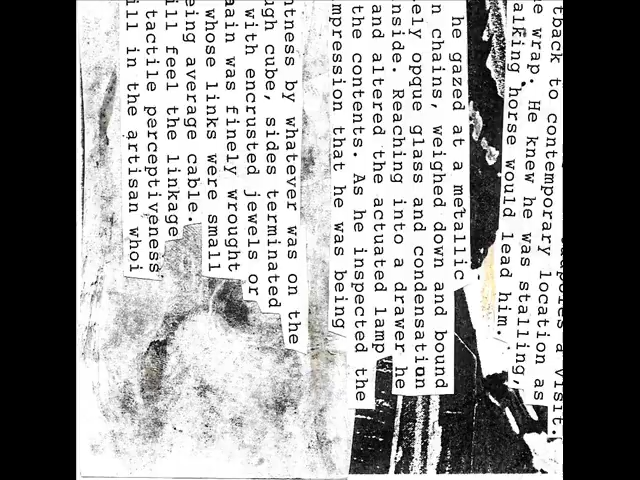 a visit.
tback to contemporary location as
e wrap. He knew he was stalling,
alking horse would lead him.
he gazed at a metallic
n chains, weighed down and bound
ely opqe glass and condensation
nside. Reaching into a drawer he
and altered the actuated lamp
the contents. As he inspected the
mpression that he was being
ntness by whatever was on the
ugh cube, sides terminated
with encrusted jewels or
aain was finely wrought
whose links were small
eing average cable.
ill feel the linkage
tactile perceptiveness
ill in the artisan whoi